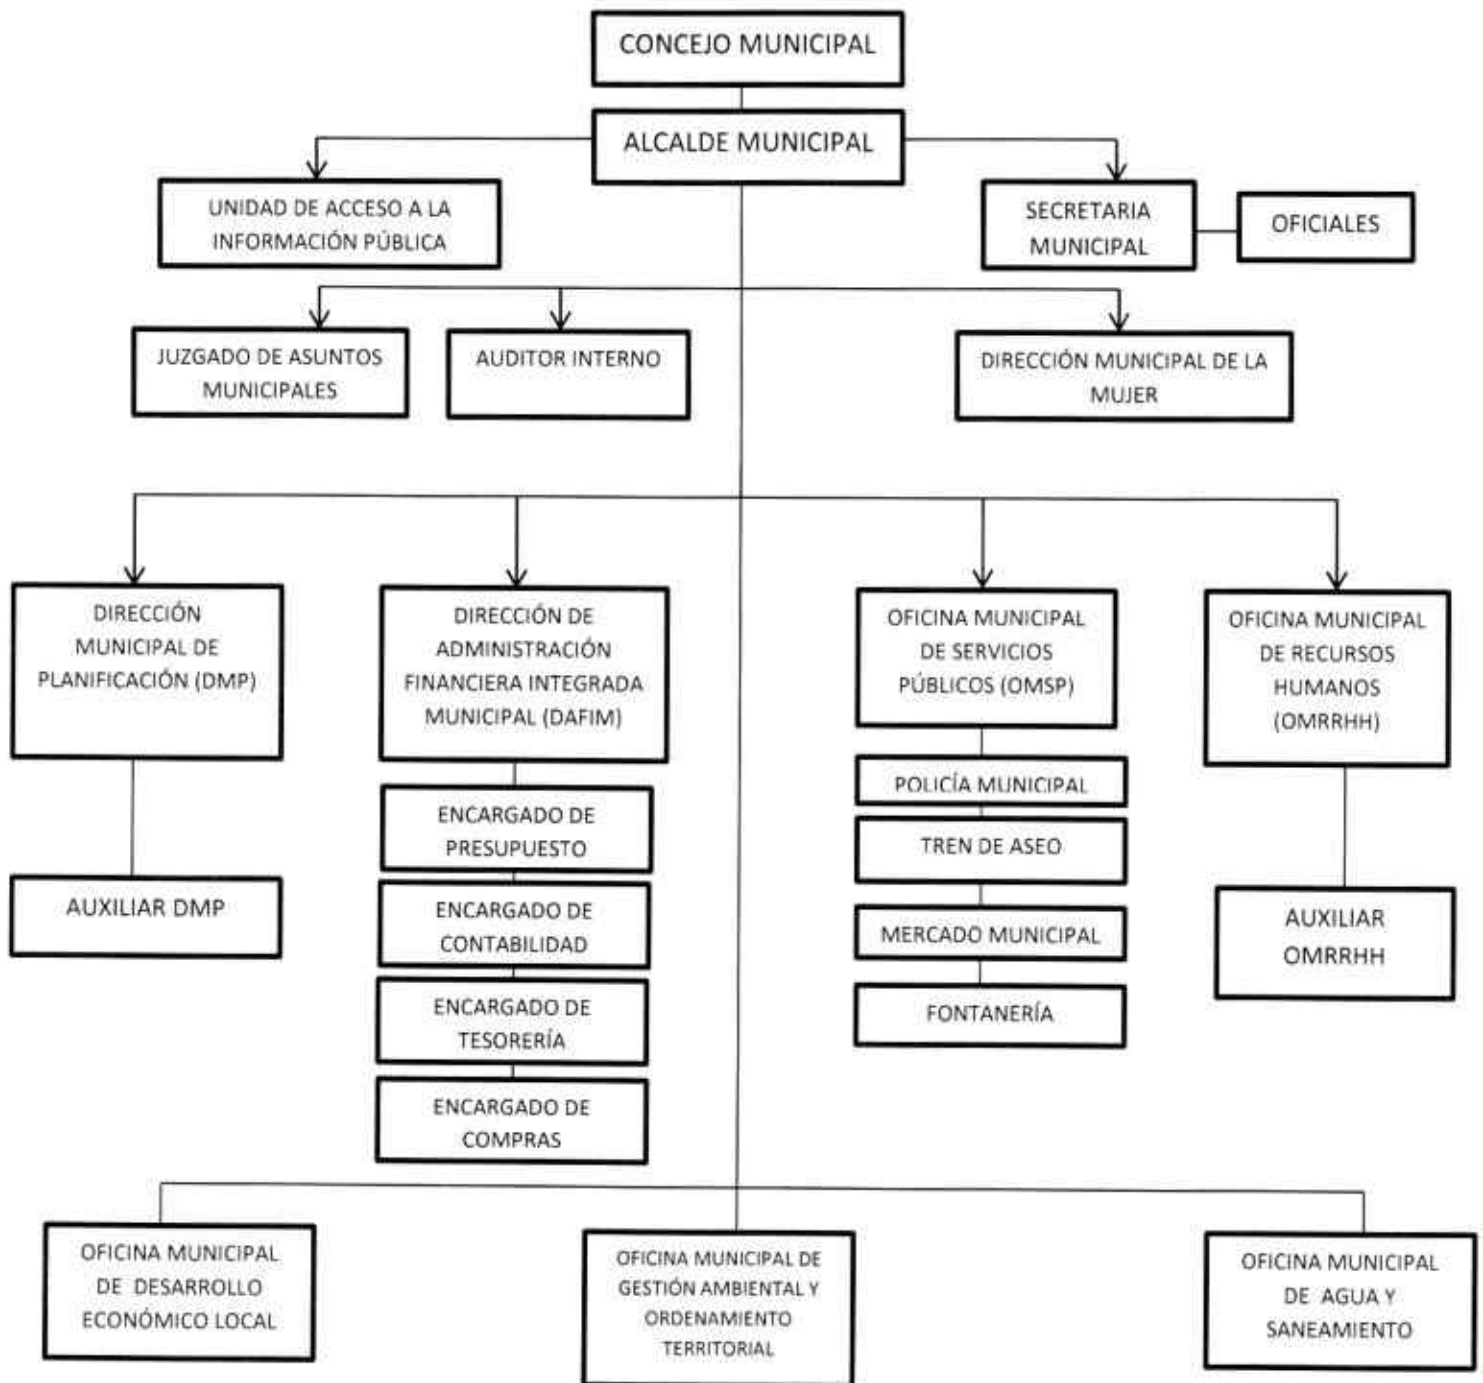 CONCEJO MUNICIPAL
ALCALDE MUNICIPAL
UNIDAD DE ACCESO A LA
INFORMACIÓN PÚBLICA
SECRETARIA
MUNICIPAL
OFICIALES
JUZGADO DE ASUNTOS
MUNICIPALES
AUDITOR INTERNO
DIRECCIÓN MUNICIPAL DE LA
MUJER
DIRECCIÓN
MUNICIPAL DE
PLANIFICACIÓN (DMP)
DIRECCIÓN DE
ADMINISTRACIÓN
FINANCIERA INTEGRADA
MUNICIPAL (DAFIM)
OFICINA MUNICIPAL
DE SERVICIOS
PÚBLICOS (OMSP)
OFICINA MUNICIPAL
DE RECURSOS
HUMANOS
(OMRRHH)
AUXILIAR DMP
ENCARGADO DE
PRESUPUESTO
ENCARGADO DE
CONTABILIDAD
ENCARGADO DE
TESORERÍA
ENCARGADO DE
COMPRAS
POLICÍA MUNICIPAL
TREN DE ASEO
MERCADO MUNICIPAL
FONTANERÍA
AUXILIAR
OMRRHH
OFICINA MUNICIPAL
DE DESARROLLO
ECONÓMICO LOCAL
OFICINA MUNICIPAL DE
GESTIÓN AMBIENTAL Y
ORDENAMIENTO
TERRITORIAL
OFICINA MUNICIPAL
DE AGUA Y
SANEAMIENTO